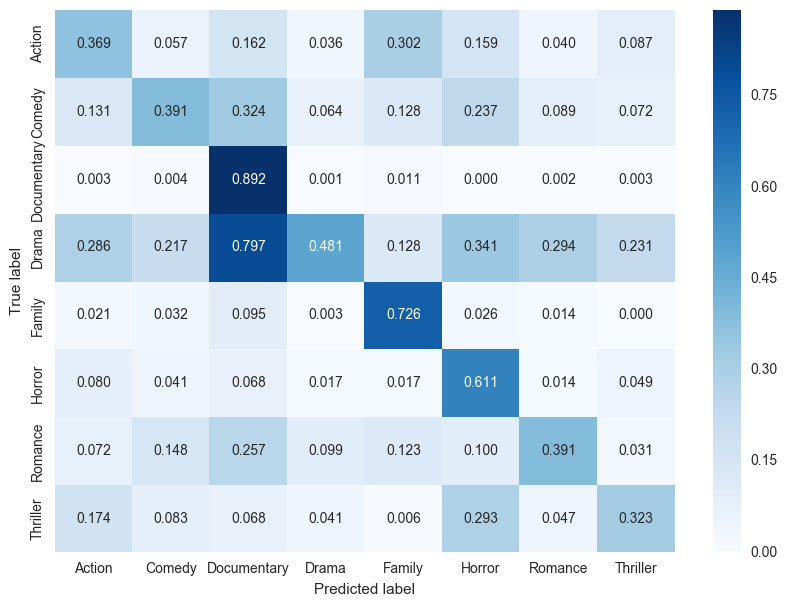 Action 0.369 0.057 0.162 0.036 0.302 0.159 0.040 0.087
Comedy 0.131 0.391 0.324 0.064 0.128 0.237 0.089 0.072
Documentary 0.003 0.004 0.892 0.001 0.011 0.000 0.002 0.003
Drama 0.286 0.217 0.797 0.481 0.128 0.341 0.294 0.231
Family 0.021 0.032 0.095 0.003 0.726 0.026 0.014 0.000
Horror 0.080 0.041 0.068 0.017 0.017 0.611 0.014 0.049
Romance 0.072 0.148 0.257 0.099 0.123 0.100 0.391 0.031
Thriller 0.174 0.083 0.068 0.041 0.006 0.293 0.047 0.323
Action Comedy Documentary Drama Family Horror Romance Thriller
Predicted label
True label
0.75
0.60
0.45
0.30
0.15
0.00